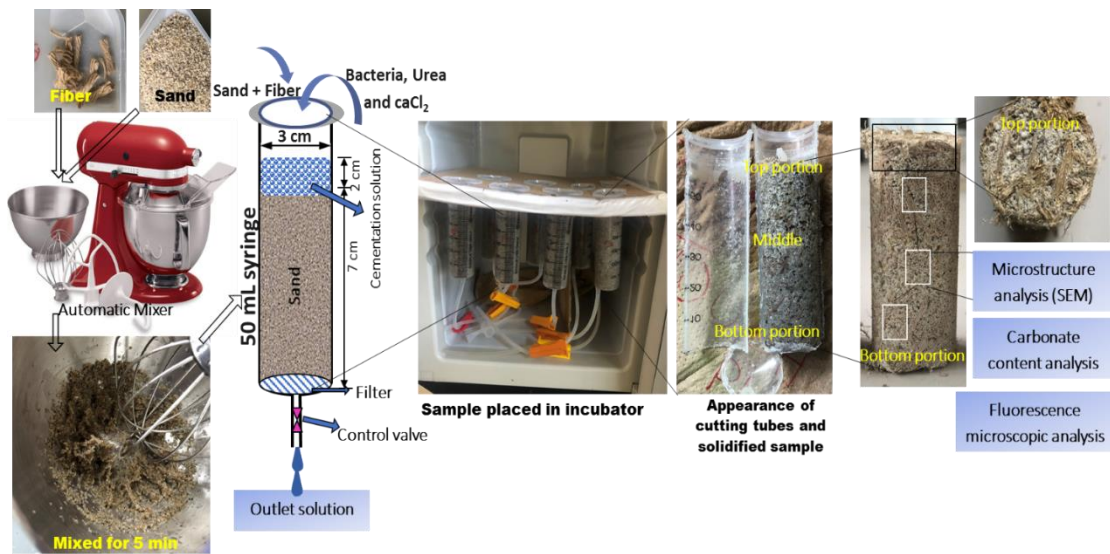 Fiber
Sand
Automatic Mixer
Mixed for 5 min
Sand + Fiber
Bacteria, Urea
and caCl₂
3 cm
2 cm
7 cm
Cementation solution
50 mL syringe
Sand
Filter
Control valve
Outlet solution
Sample placed in incubator
Top portion
Middle
Bottom portion
Appearance of
cutting tubes and
solidified sample
Bottom portion
Top portion
Microstructure
analysis (SEM)
Carbonate
content analysis
Fluorescence
microscopic analysis